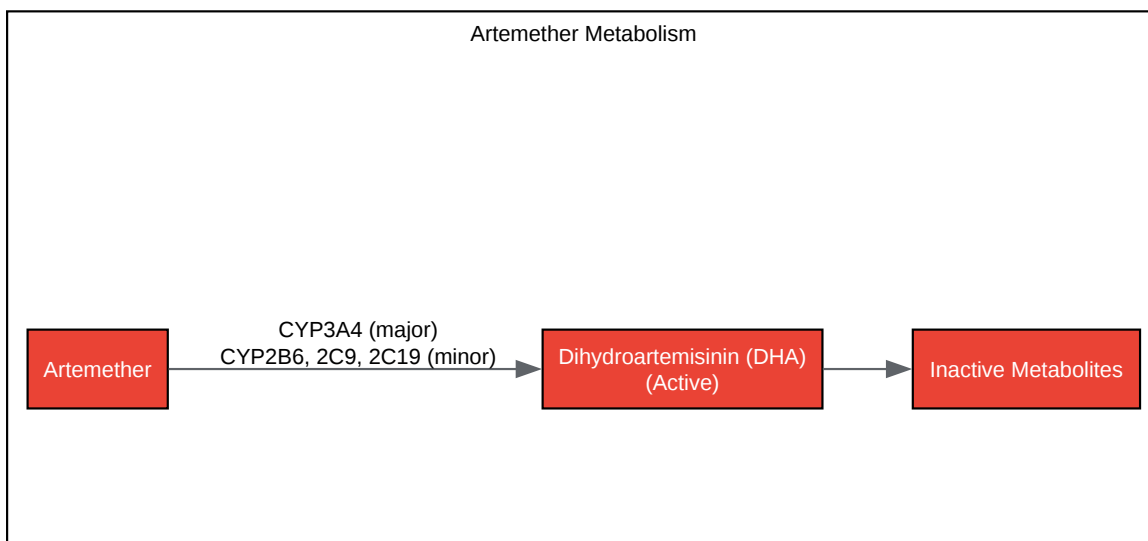 Artemether Metabolism
CYP3A4 (major)
CYP2B6, 2C9, 2C19 (minor)
Artemether
Dihydroartemisinin (DHA)
(Active)
Inactive Metabolites